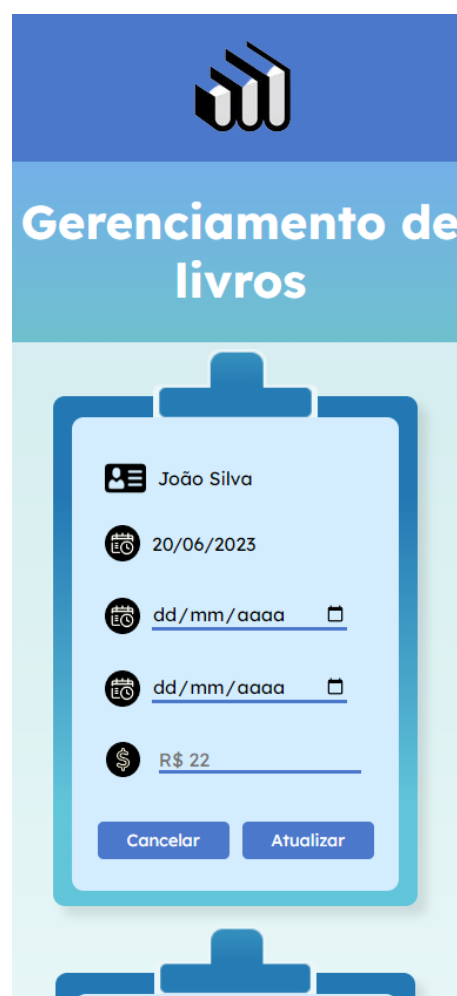 Gerenciamento de
livros
João Silva
20/06/2023
dd/mm/aaaa
dd/mm/aaaa
R$ 22
Cancelar Atualizar